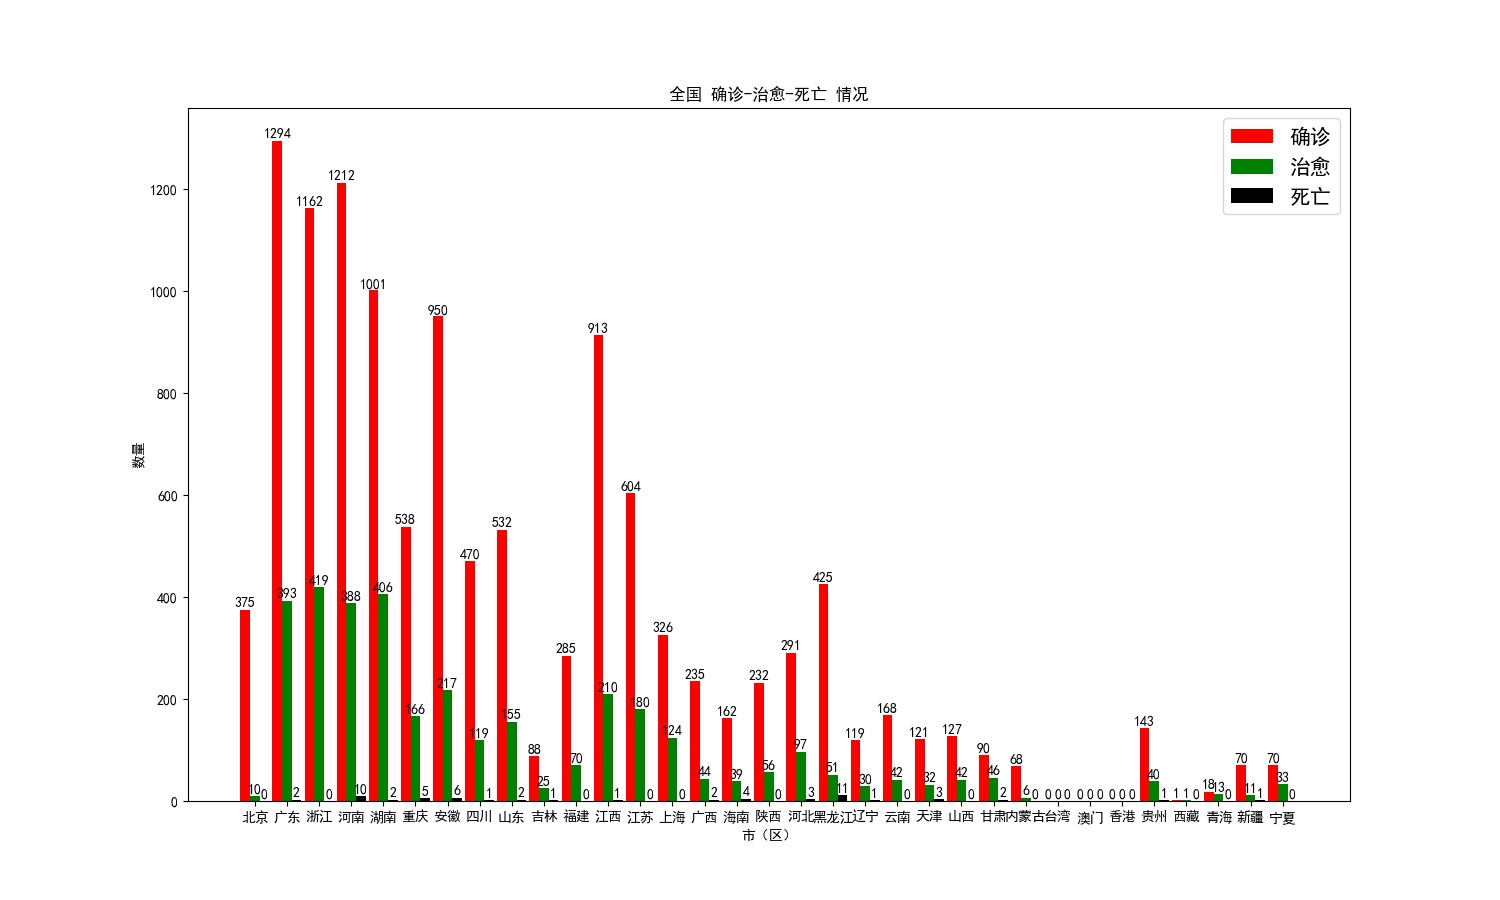 全国 确诊-治愈-死亡 情况
确诊
治愈
死亡
数量
1200
1000
800
600
400
200
0
375 10 0
1294 393 2
1162 419 0
1212 388 10
1001 406 2
538 166 5
950 217 6
470 119 1
532 155 2
88 25 1
285 70 0
913 210 1
604 180 0
326 124 0
235 44 2
162 39 4
232 56 0
291 97 3
425 51 11
119 30 1
168 42 0
121 32 3
127 42 0
90 46 2
68 6 0
0 0 0
0 0 0
0 0 0
143 40 1
1 1 0
18 13 0
70 11 1
70 33 0
北京 广东 浙江 河南 湖南 重庆 安徽 四川 山东 吉林 福建 江西 江苏 上海 广西 海南 陕西 河北 黑龙江 辽宁 云南 天津 山西 甘肃 内蒙古 台湾 澳门 香港 贵州 西藏 青海 新疆 宁夏
市（区）